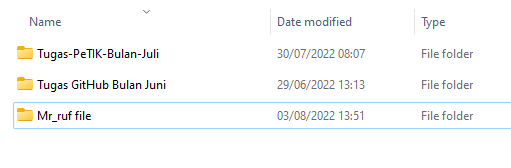 Name Date modified Type
Tugas-PeTIK-Bulan-Juli 30/07/2022 08:07 File folder
Tugas GitHub Bulan Juni 29/06/2022 13:13 File folder
Mr_ruf file 03/08/2022 13:51 File folder